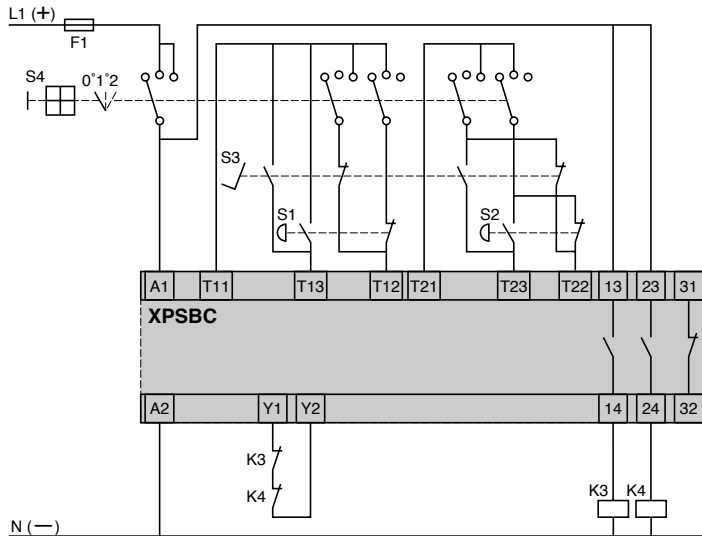 L1 (+)
F1
S4
0°1°2
S3
S1
S2
A1 T11 T13 T12 T21 T23 T22 13 23 31
XPSBC
A2 Y1 Y2 14 24 32
K3
K4
K3 K4
N (—)